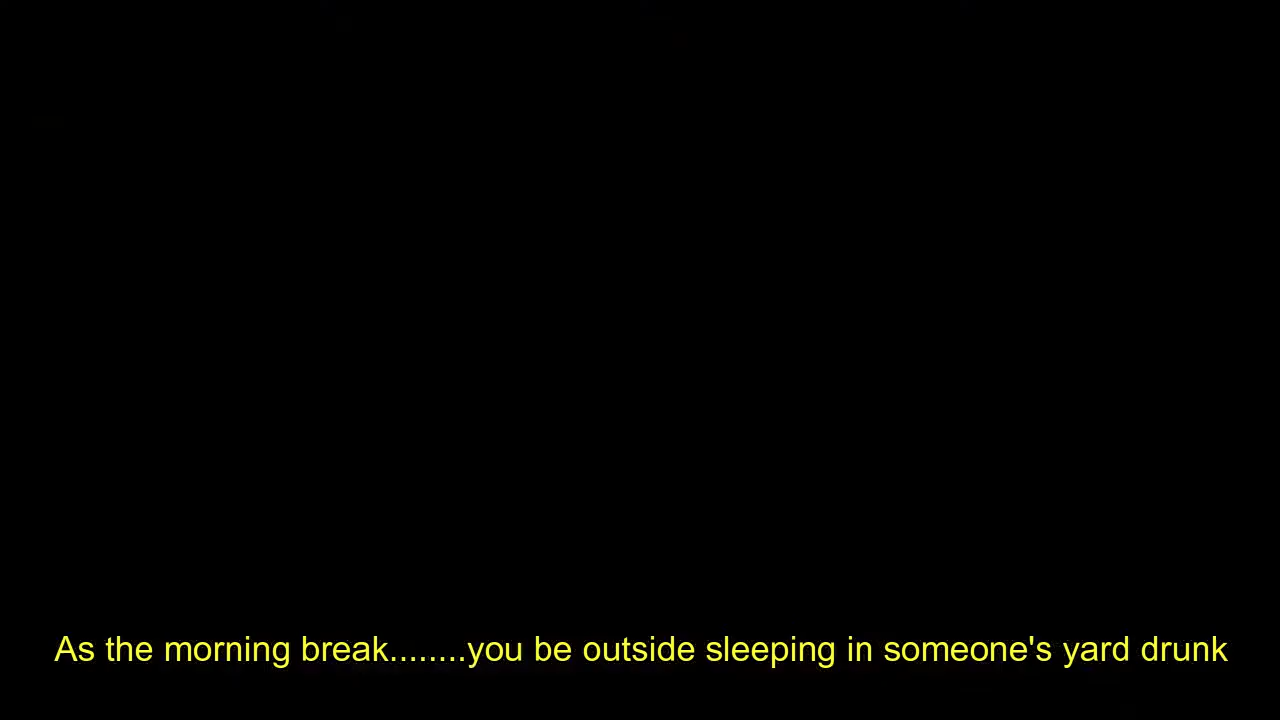 As the morning break........you be outside sleeping in someone's yard drunk